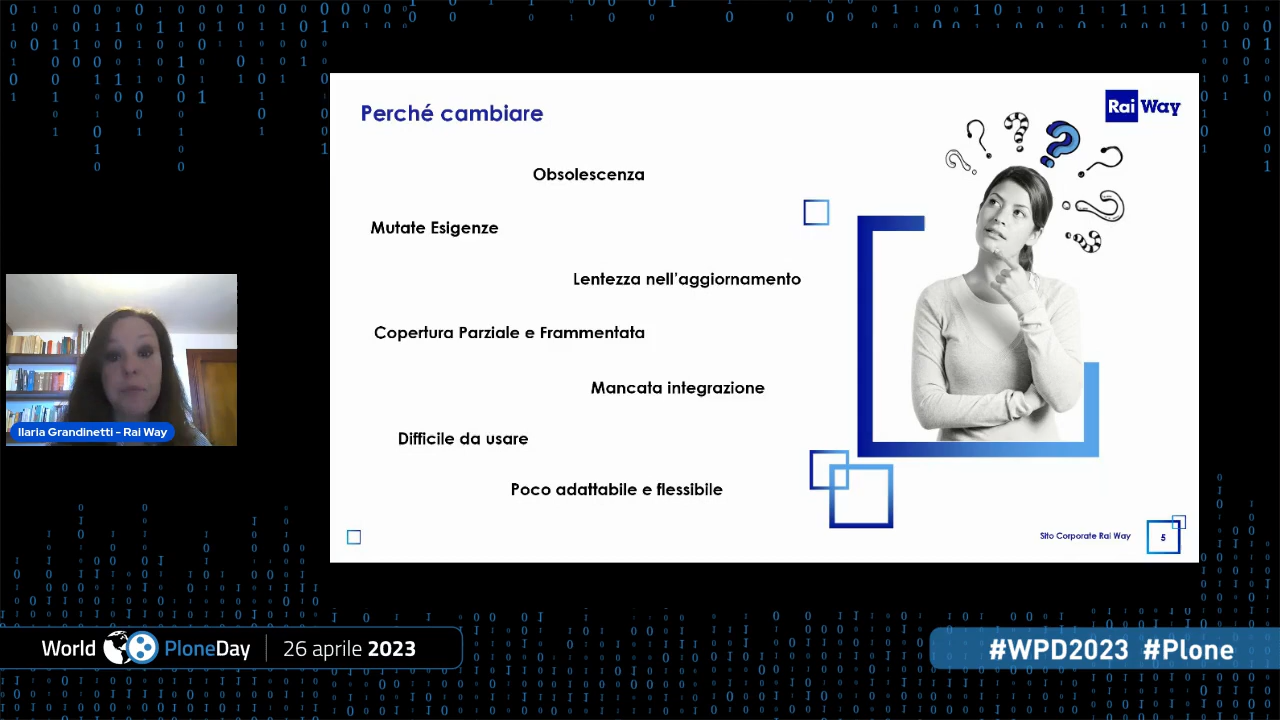 Perché cambiare
Rai Way
Obsolescenza
Mutate Esigenze
Lentezza nell'aggiornamento
Copertura Parziale e Frammentata
Mancata integrazione
Difficile da usare
Poco adattabile e flessibile
Sito Corporate Rai Way
5
Ilaria Grandinetti - Rai Way
World PloneDay | 26 aprile 2023
#WPD2023 #Plone